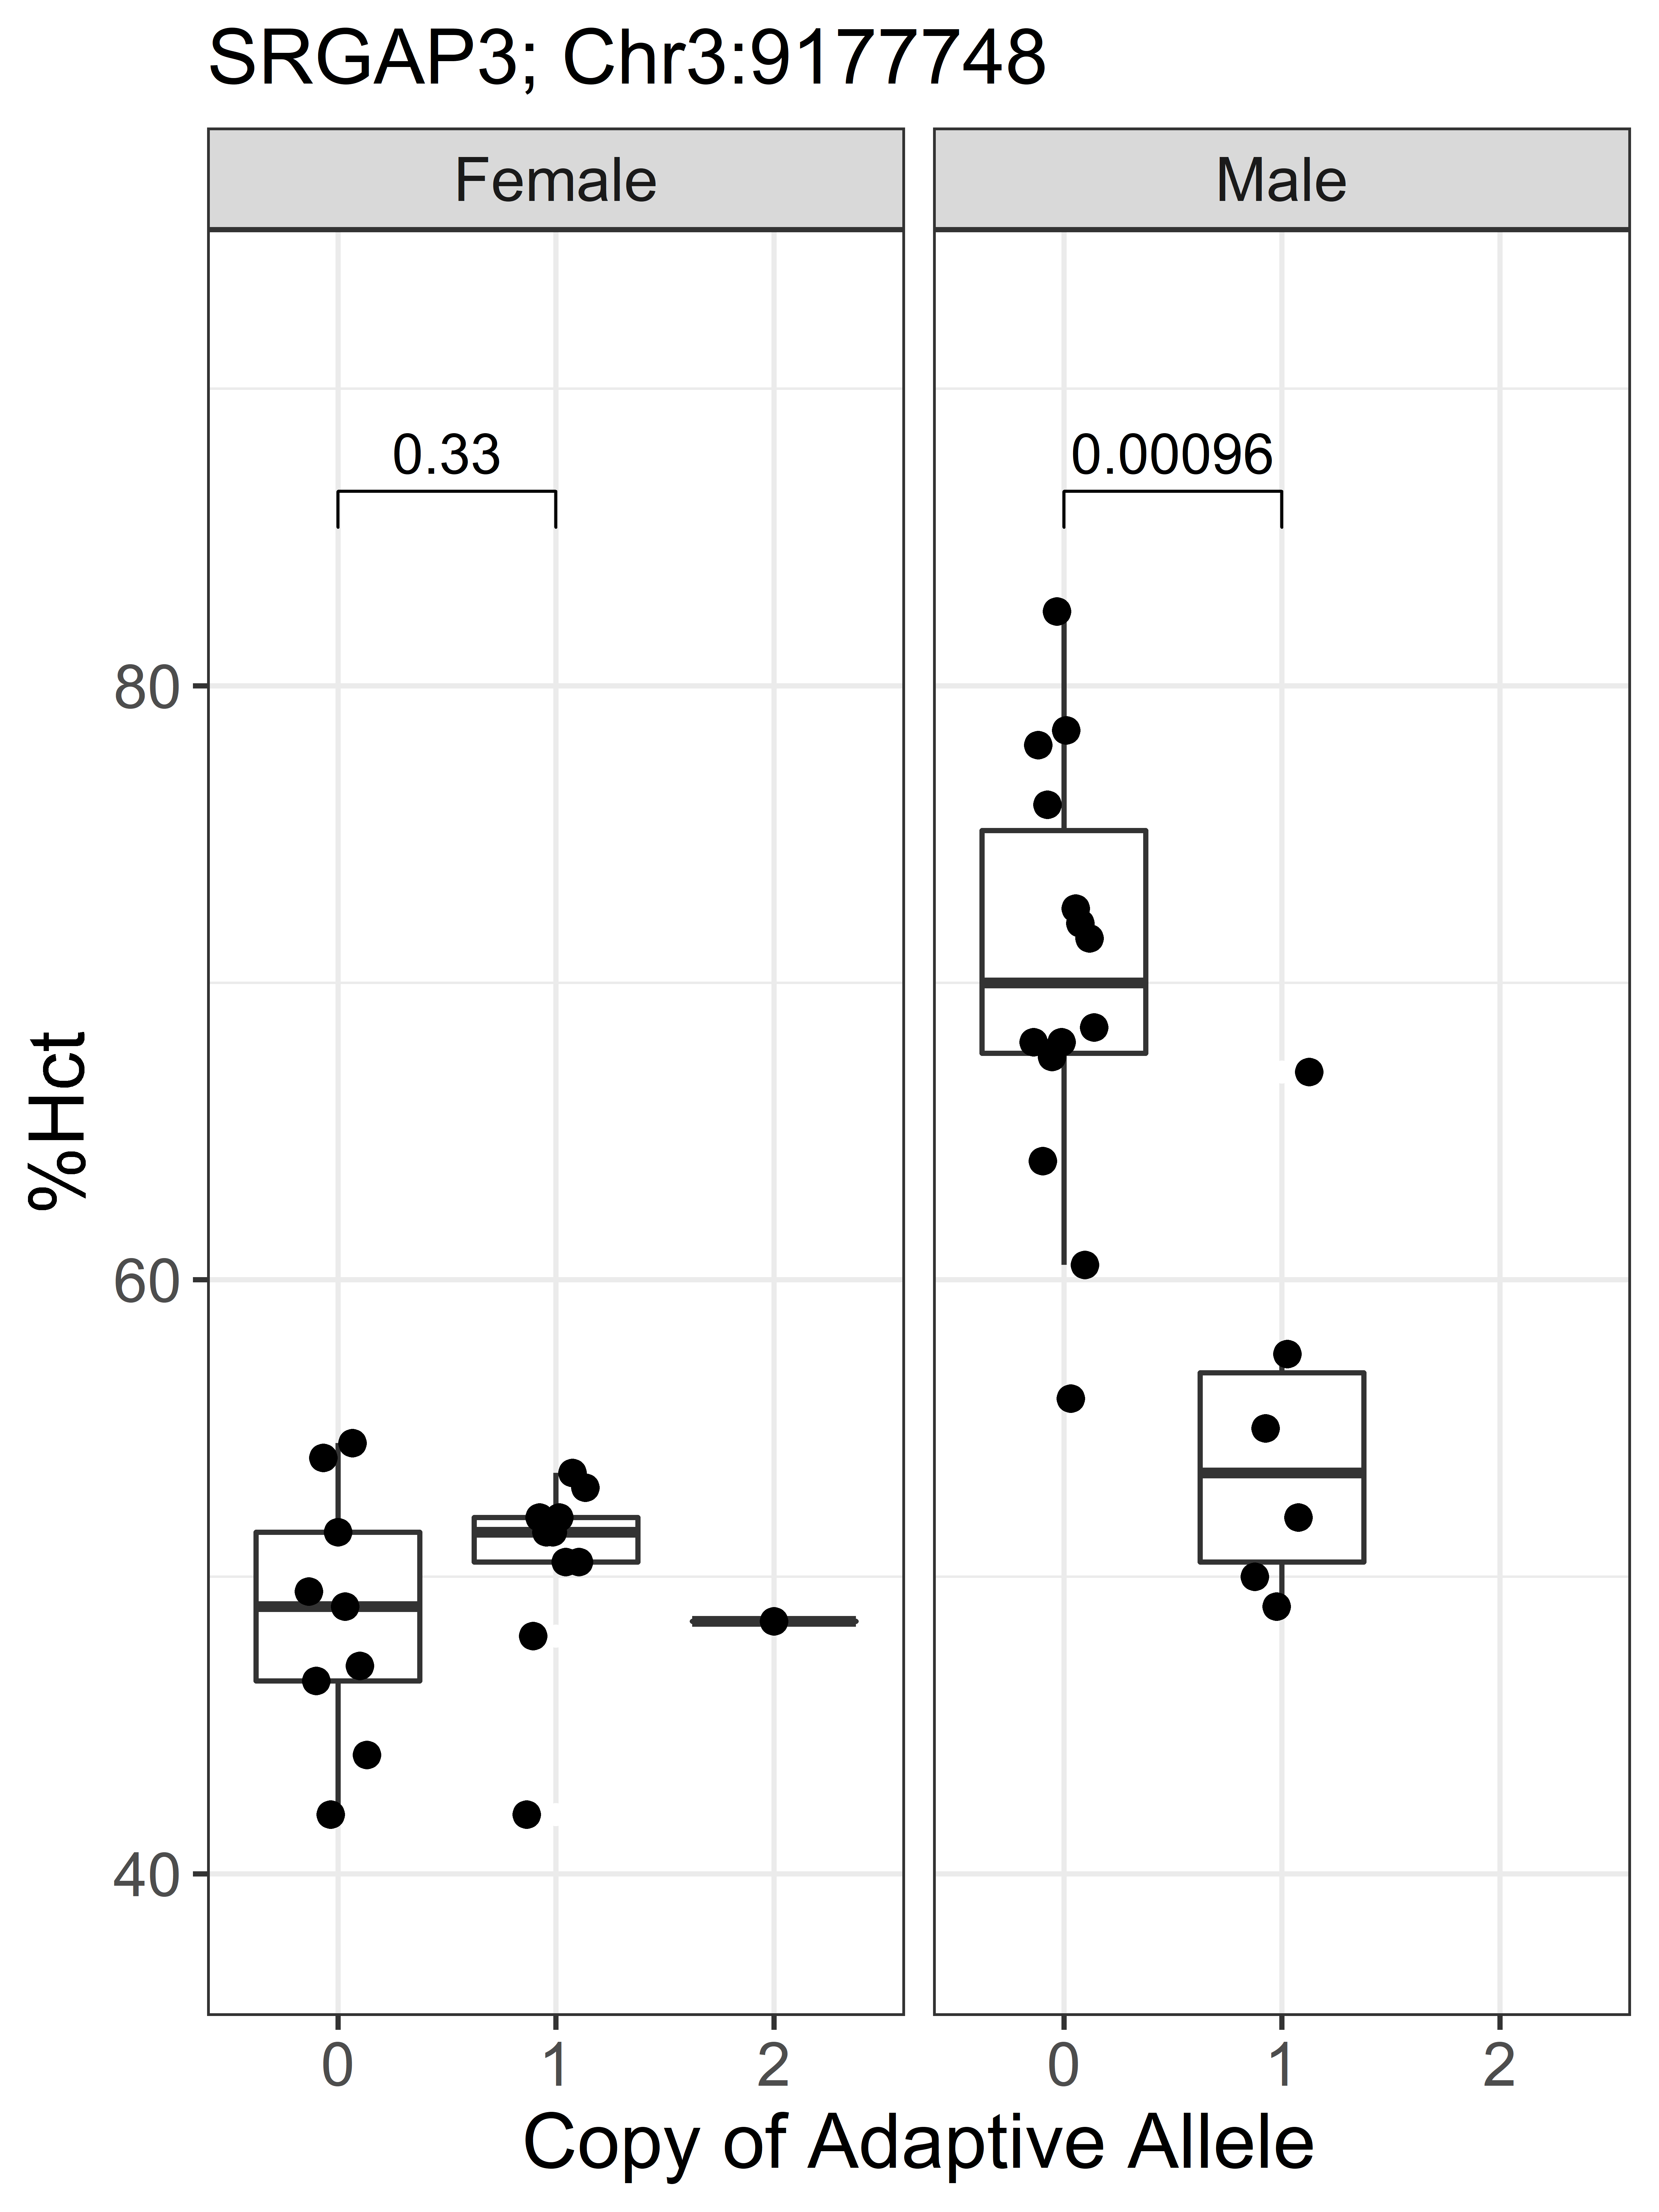 SRGAP3; Chr3:9177748
Female Male
0.33 0.00096
80
60
40
%Hct
0 1 2 0 1 2
Copy of Adaptive Allele